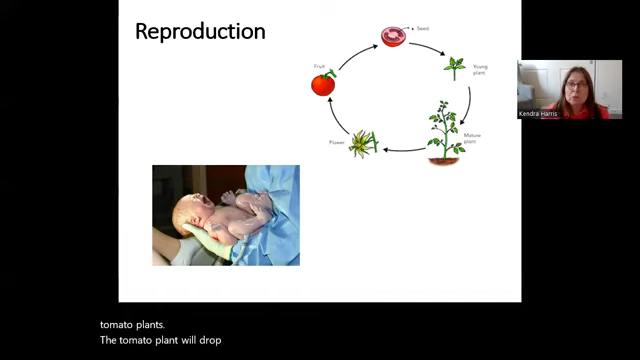 Reproduction
Seed
Fruit
Young
plant
Kendra Harris
Flower
Mature
plant
tomato plants.
The tomato plant will drop